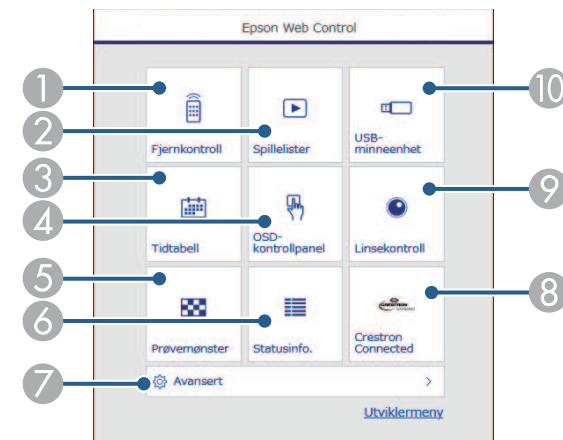 Epson Web Control
1
2
3
4
5
6
7
8
9
10
Fjernkontroll
Spillelister
USB-
minneenhet
Tidtabell
OSD-
kontrollpanel
Linsekontroll
Prøvemønster
Statusinfo.
CRESTRON
Crestron
Connected
Avansert
Utviklermeny